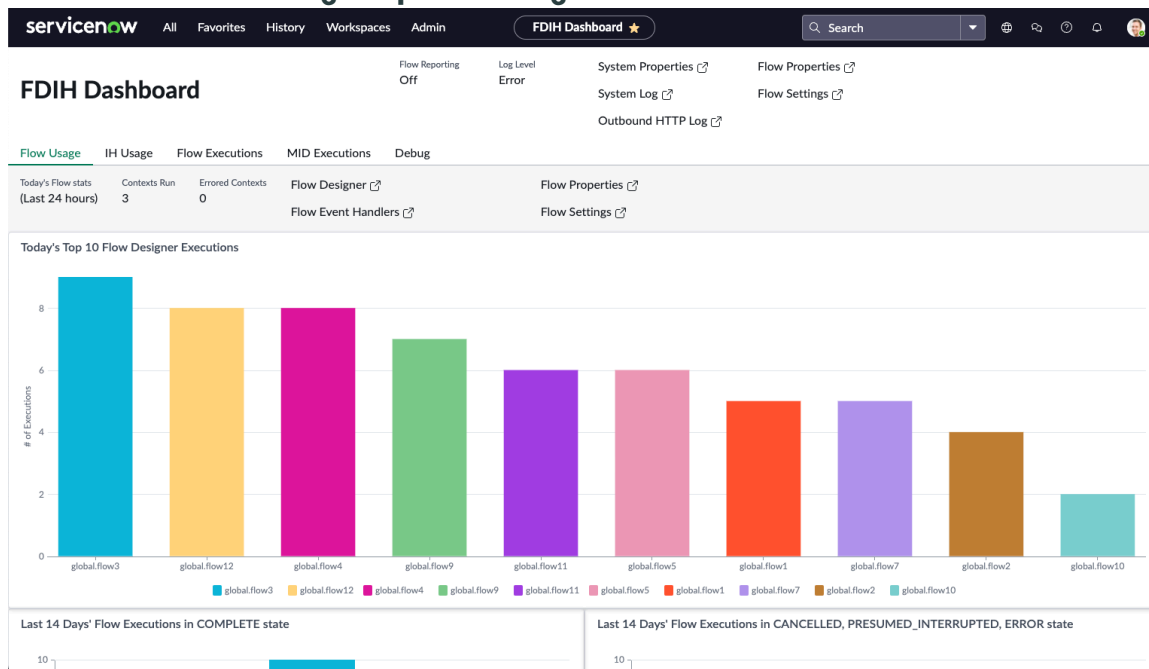 servicenow All Favorites History Workspaces Admin FDIH Dashboard Search
FDIH Dashboard
Flow Reporting
Off
Log Level
Error
System Properties
System Log
Outbound HTTP Log
Flow Properties
Flow Settings
Flow Usage IH Usage Flow Executions MID Executions Debug
Today's Flow stats
(Last 24 hours)
Contexts Run
3
Errored Contexts
0
Flow Designer
Flow Event Handlers
Flow Properties
Flow Settings
Today's Top 10 Flow Designer Executions
# of Executions
8
6
4
2
0
global.flow3 global.flow12 global.flow4 global.flow9 global.flow11 global.flow5 global.flow1 global.flow7 global.flow2 global.flow10
global.flow3 global.flow12 global.flow4 global.flow9 global.flow11 global.flow5 global.flow1 global.flow7 global.flow2 global.flow10
Last 14 Days' Flow Executions in COMPLETE state
10
Last 14 Days' Flow Executions in CANCELLED, PRESUMED_INTERRUPTED, ERROR state
10